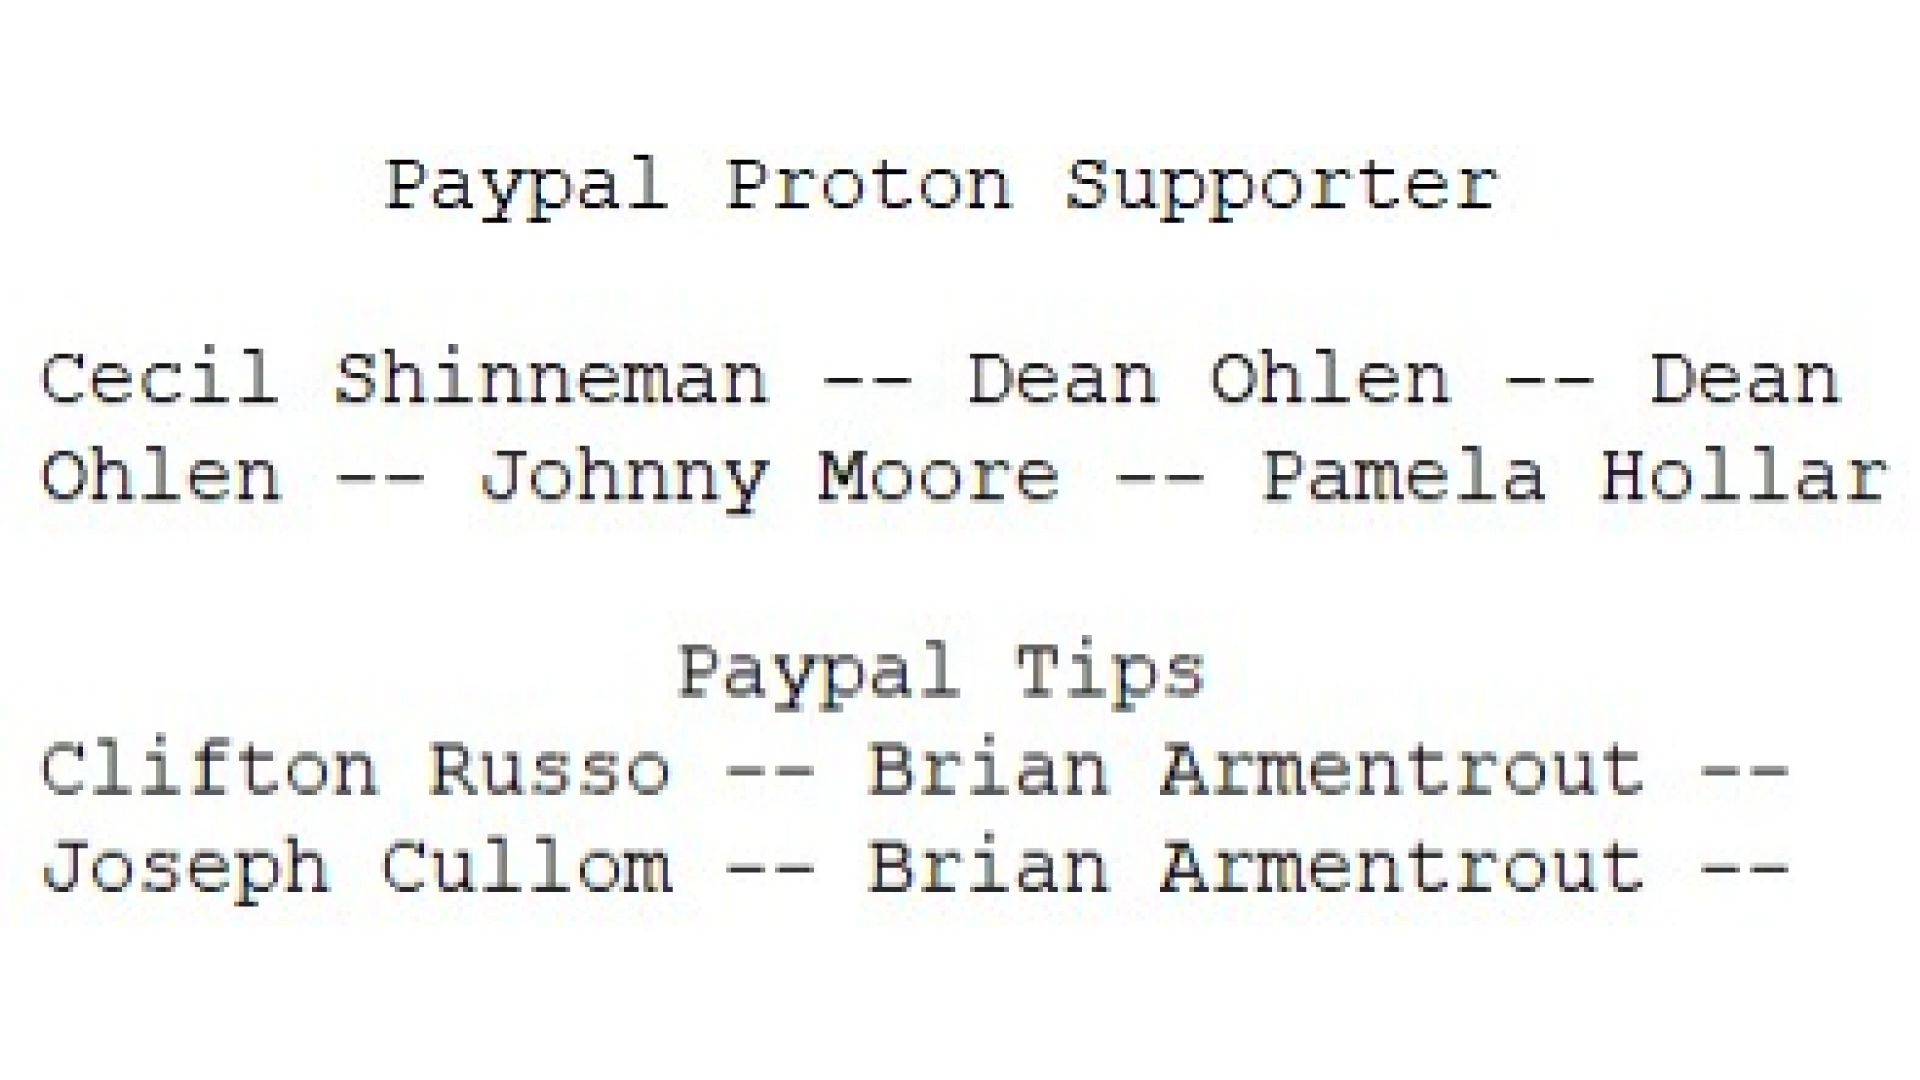 Paypal Proton Supporter
Cecil Shinneman -- Dean Ohlen -- Dean
Ohlen -- Johnny Moore -- Pamela Hollar
Paypal Tips
Clifton Russo -- Brian Armentrout --
Joseph Cullom -- Brian Armentrout --